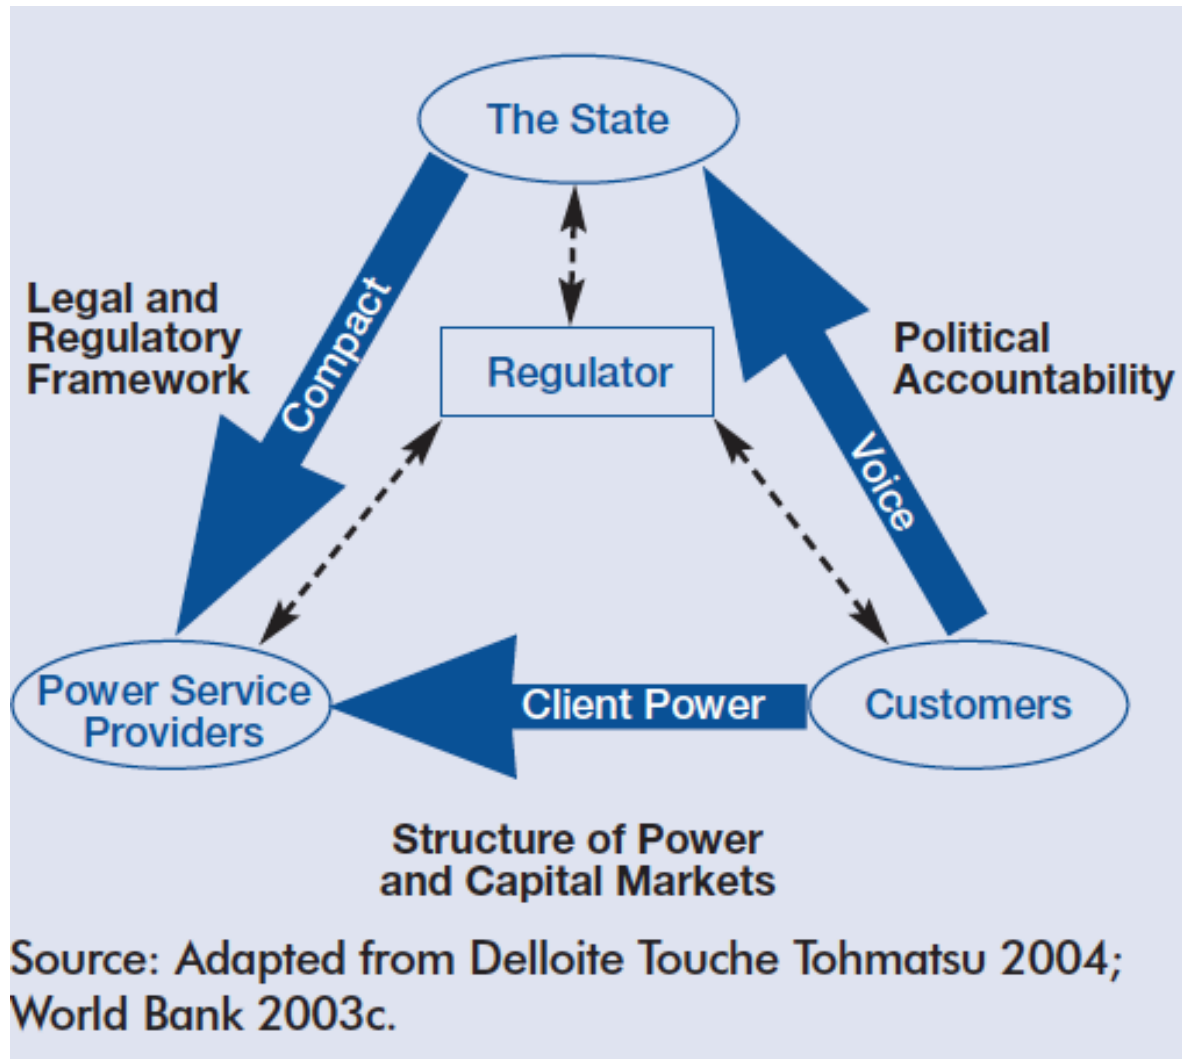 The State
Legal and
Regulatory
Framework
Compact
Regulator
Political
Accountability
Voice
Power Service
Providers
Client Power
Customers
Structure of Power
and Capital Markets
Source: Adapted from Delloite Touche Tohmatsu 2004;
World Bank 2003c.